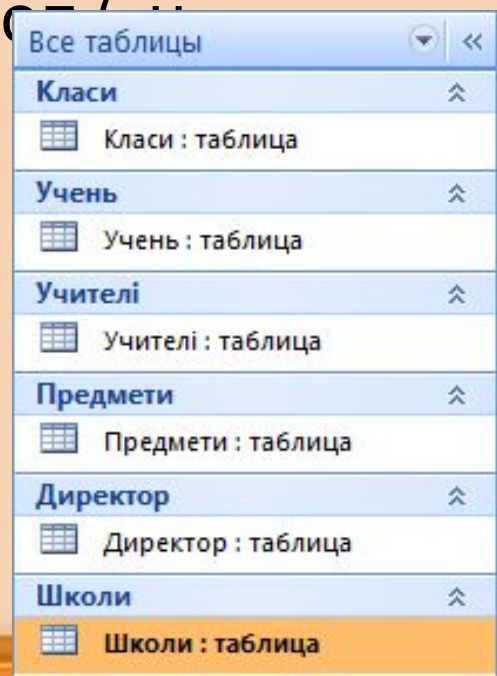 Все таблицы
Класи
Класи : таблица
Учень
Учень : таблица
Учителі
Учителі : таблица
Предмети
Предмети : таблица
Директор
Директор : таблица
Школи
Школи : таблица